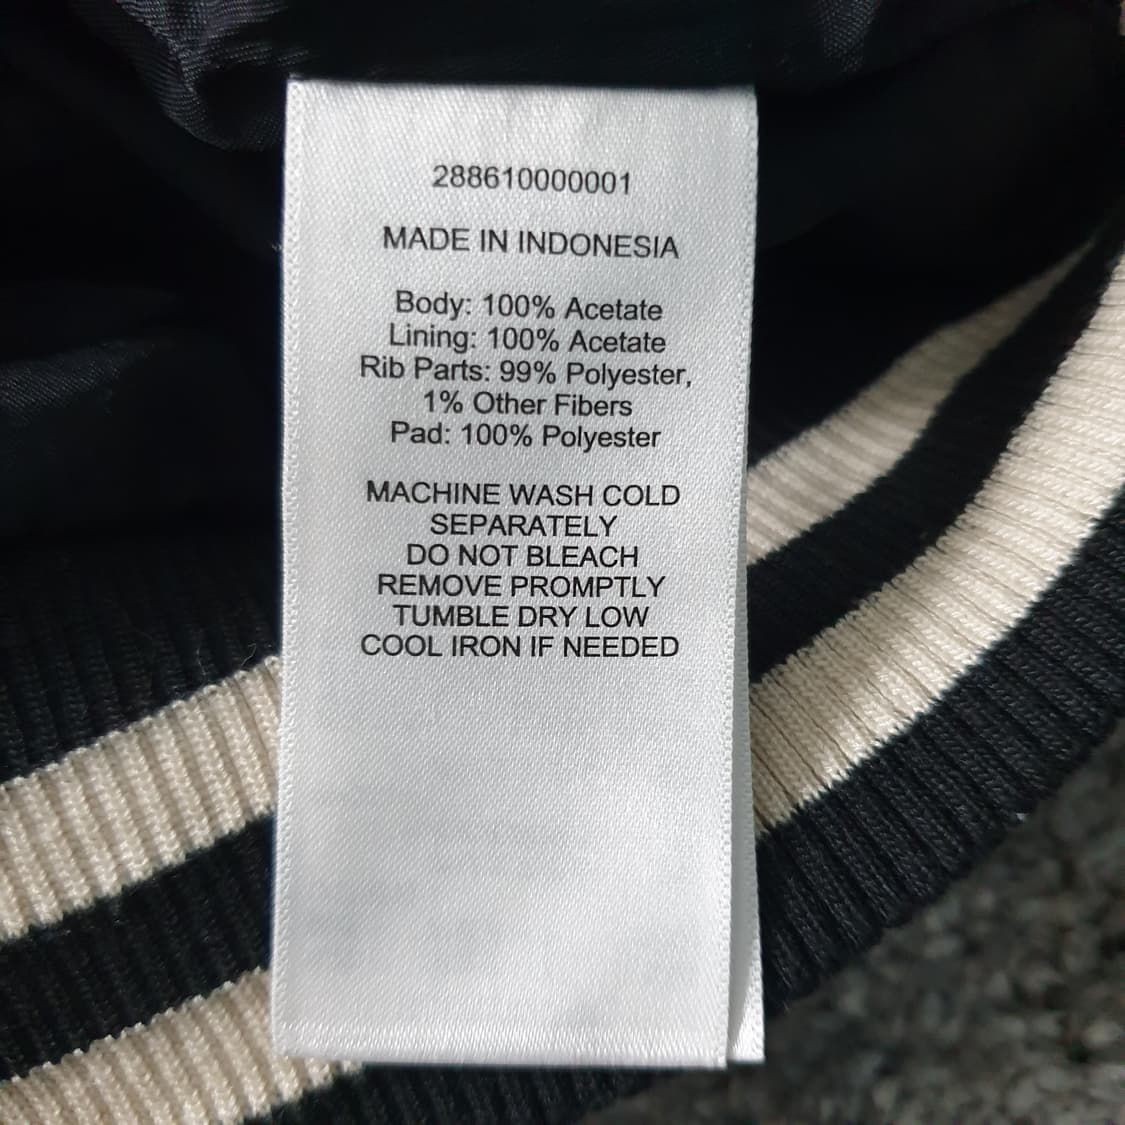 288610000001
MADE IN INDONESIA
Body: 100% Acetate
Lining: 100% Acetate
Rib Parts: 99% Polyester,
1% Other Fibers
Pad: 100% Polyester
MACHINE WASH COLD
SEPARATELY
DO NOT BLEACH
REMOVE PROMPTLY
TUMBLE DRY LOW
COOL IRON IF NEEDED